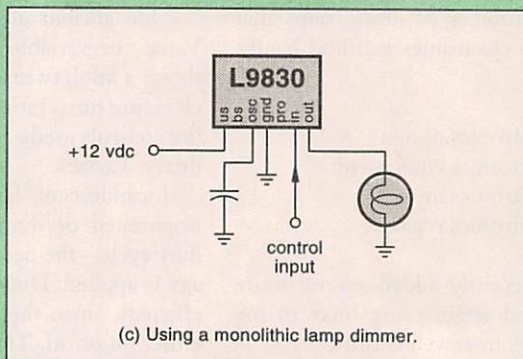 L9830
us bs osc gnd pro in out
+12 vdc
control
input
(c) Using a monolithic lamp dimmer.